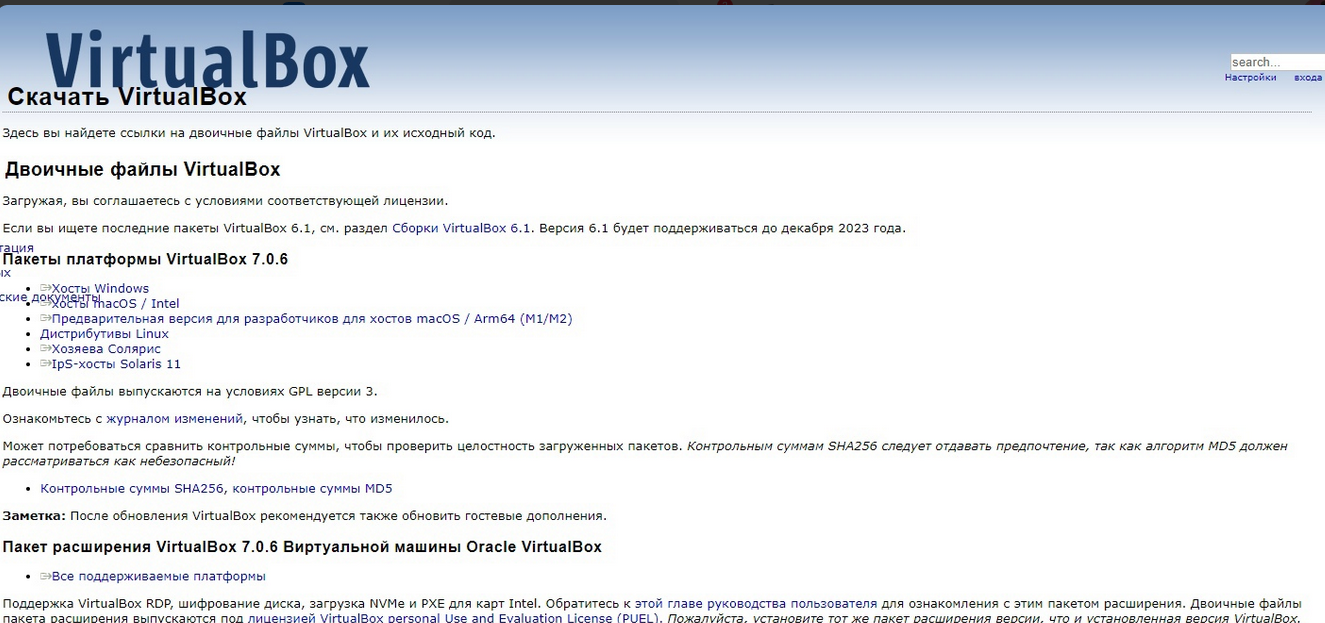 VirtualBox
search...
Настройки входа
Скачать VirtualBox
Здесь вы найдете ссылки на двоичные файлы VirtualBox и их исходный код.
Двоичные файлы VirtualBox
Загружая, вы соглашаетесь с условиями соответствующей лицензии.
Если вы ищете последние пакеты VirtualBox 6.1, см. раздел Сборки VirtualBox 6.1. Версия 6.1 будет поддерживаться до декабря 2023 года.
тация
Пакеты платформы VirtualBox 7.0.6
ых
Хосты Windows
ские документы
хосты macOS / Intel
Предварительная версия для разработчиков для хостов macOS / Arm64 (M1/M2)
Дистрибутивы Linux
Хозяева Солярис
IpS-хосты Solaris 11
Двоичные файлы выпускаются на условиях GPL версии 3.
Ознакомьтесь с журналом изменений, чтобы узнать, что изменилось.
Может потребоваться сравнить контрольные суммы, чтобы проверить целостность загруженных пакетов. Контрольным суммам SHA256 следует отдавать предпочтение, так как алгоритм MD5 должен
рассматриваться как небезопасный!
Контрольные суммы SHA256, контрольные суммы MD5
Заметка: После обновления VirtualBox рекомендуется также обновить гостевые дополнения.
Пакет расширения VirtualBox 7.0.6 Виртуальной машины Oracle VirtualBox
Все поддерживаемые платформы
Поддержка VirtualBox RDP, шифрование диска, загрузка NVMe и PXE для карт Intel. Обратитесь к этой главе руководства пользователя для ознакомления с этим пакетом расширения. Двоичные файлы
пакета расширения выпускаются под лицензией VirtualBox personal Use and Evaluation License (PUEL). Пожалуйста, установите тот же пакет расширения версии, что и установленная версия VirtualBox.